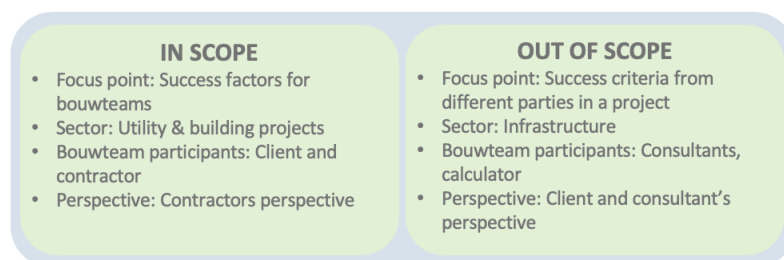 IN SCOPE
• Focus point: Success factors for
bouwteams
• Sector: Utility & building projects
• Bouwteam participants: Client and
contractor
• Perspective: Contractors perspective
OUT OF SCOPE
• Focus point: Success criteria from
different parties in a project
• Sector: Infrastructure
• Bouwteam participants: Consultants,
calculator
• Perspective: Client and consultant’s
perspective